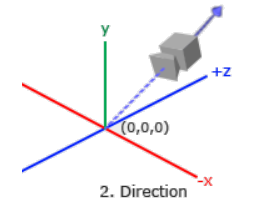 y
+z
(0,0,0)
-x
2. Direction